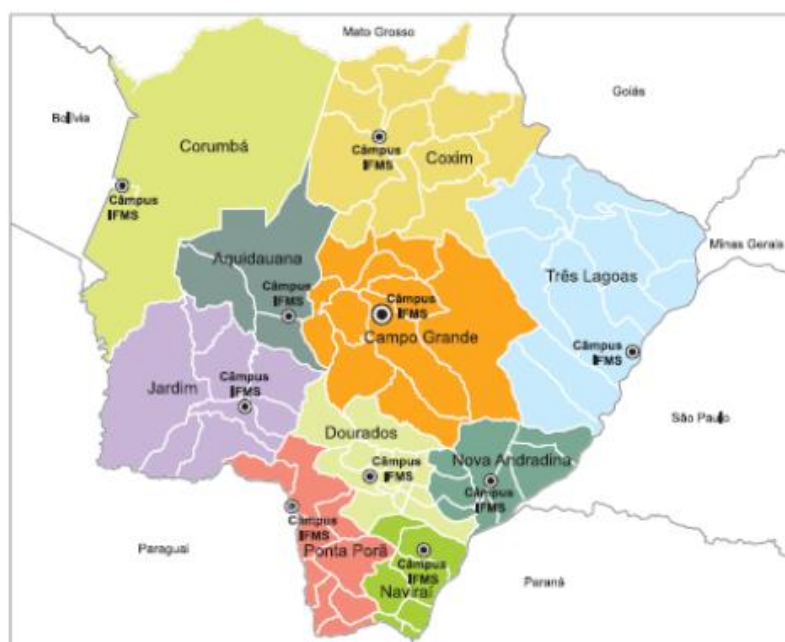 Mato Grosso
Goiás
Bolívia
Corumbá
Câmpus
IFMS
Coxim
Câmpus
IFMS
Minas Gerais
Aquidauana
Três Lagoas
Câmpus
IFMS
Câmpus
IFMS
Campo Grande
Câmpus
IFMS
Jardim
Câmpus
IFMS
São Paulo
Dourados
Câmpus
IFMS
Nova Andradina
Câmpus
IFMS
Câmpus
IFMS
Ponta Porã
Paraguai
Câmpus
IFMS
Naviraí
Paraná